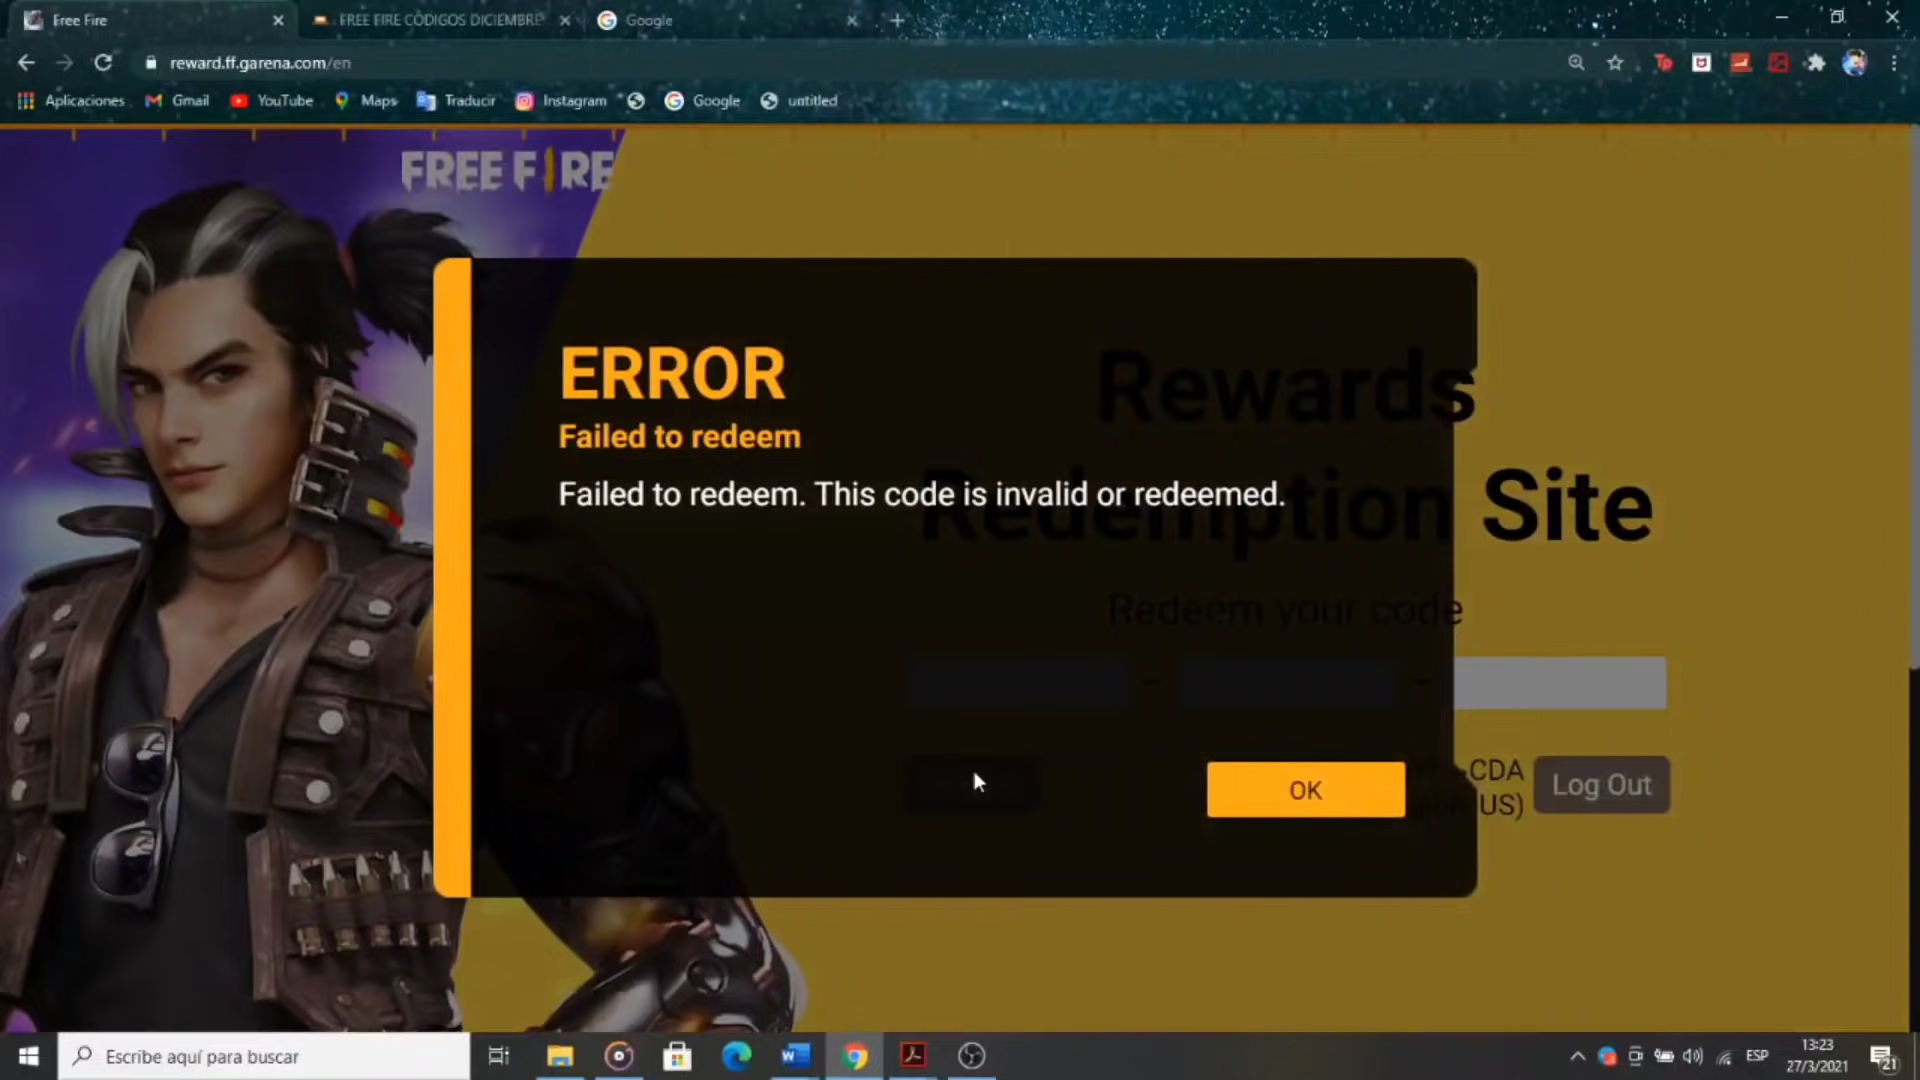 Free Fire
FREE FIRE CÓDIGOS DICIEMBRE
Google
reward.ff.garena.com/en
Aplicaciones
Gmail
YouTube
Maps
Traducir
Instagram
Google
untitled
FREE FIRE
Rewards
Redemption Site
Redeem your code
ERROR
Failed to redeem
Failed to redeem. This code is invalid or redeemed.
OK
CDA
US)
Log Out
Escribe aquí para buscar
ESP
13:23
27/3/2021
21